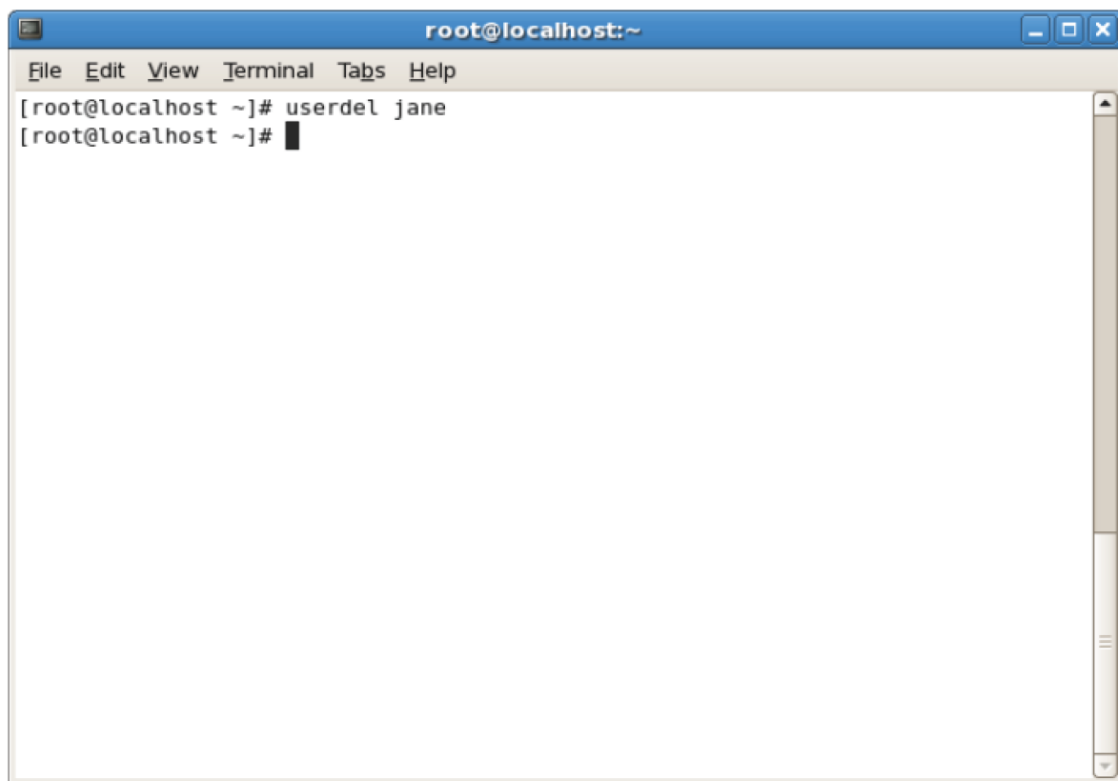 root@localhost:~
File Edit View Terminal Tabs Help
[root@localhost ~]# userdel jane
[root@localhost ~]#